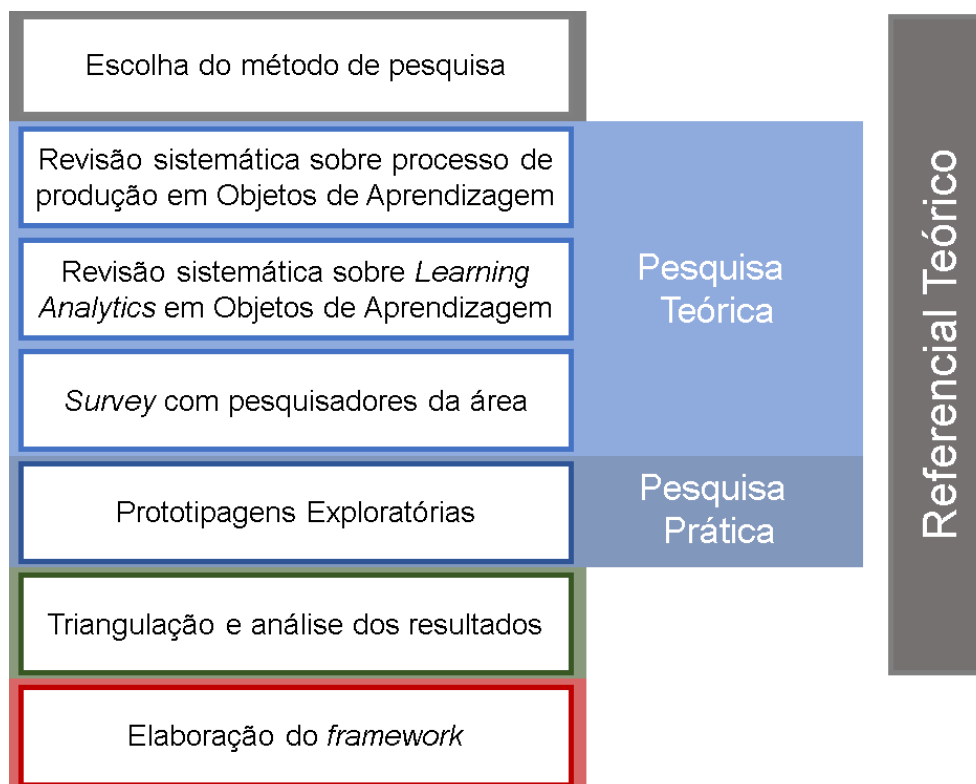 Escolha do método de pesquisa
Revisão sistemática sobre processo de
produção em Objetos de Aprendizagem
Revisão sistemática sobre Learning
Analytics em Objetos de Aprendizagem
Survey com pesquisadores da área
Pesquisa
Teórica
Prototipagens Exploratórias
Pesquisa
Prática
Triangulação e análise dos resultados
Elaboração do framework
Referencial Teórico